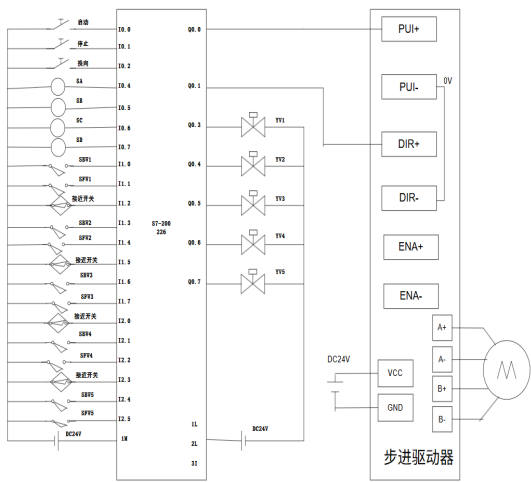 启动 I0.0 Q0.0 PUI+
停止 I0.1
换向 I0.2
SA I0.4 Q0.1 PUI- 0V
SB I0.5
SC I0.6 Q0.3 YV1
SD I0.7 DIR+
SBV1 I1.0 Q0.4 YV2
SFV1 I1.1
接近开关 I1.2 Q0.5 YV3 DIR-
SBV2 I1.3 S7-200
226
SFV2 I1.4 Q0.6 YV4 ENA+
接近开关 I1.5
SBV3 I1.6 Q0.7 YV5
SFV3 I1.7 ENA-
接近开关 I2.0 A+
SBV4 I2.1
SFV4 I2.2 A-
DC24V VCC
接近开关 I2.3 B+
SBV5 I2.4 GND
SFV5 I2.5 1L B-
DC24V 1M 2L DC24V
3I 步进驱动器